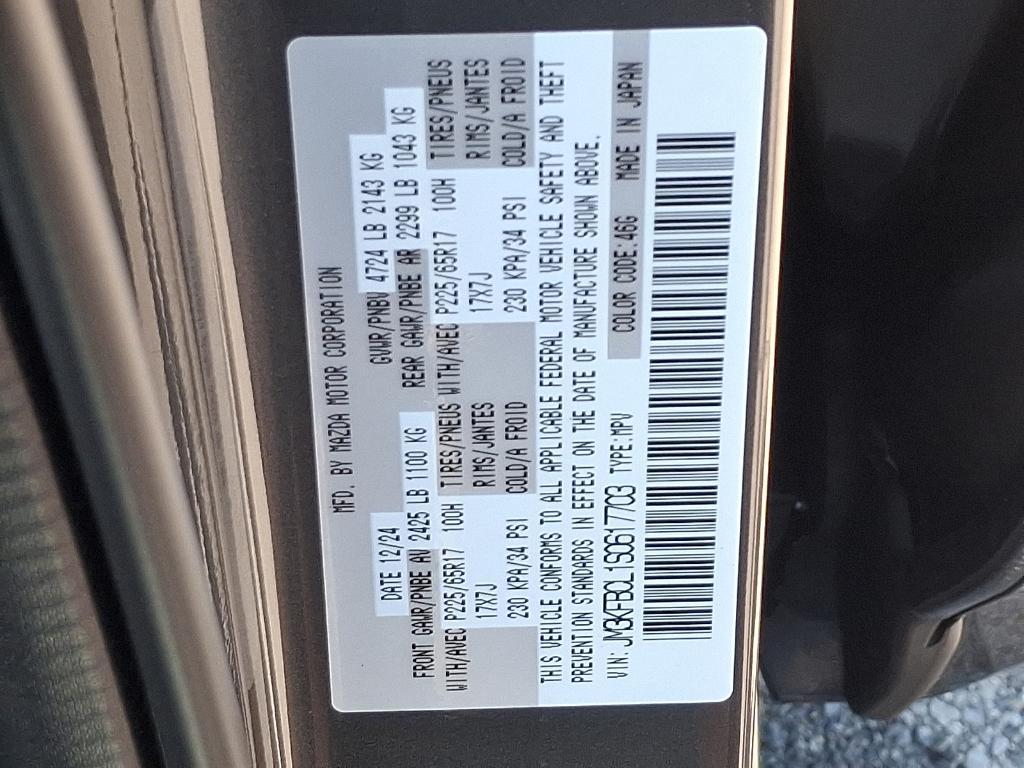 MFD. BY MAZDA MOTOR CORPORATION
DATE 12/24 GVWR/PNBV 4724 LB 2143 KG
FRONT GAWR/PNBE AV 2425 LB 1100 KG REAR GAWR/PNBE AR 2299 LB 1043 KG
WITH/AVEC P225/65R17 100H TIRES/PNEUS WITH/AVEC P225/65R17 100H TIRES/PNEUS
17X7J RIMS/JANTES 17X7J RIMS/JANTES
230 KPA/34 PSI COLD/A FROID 230 KPA/34 PSI COLD/A FROID
THIS VEHICLE CONFORMS TO ALL APPLICABLE FEDERAL MOTOR VEHICLE SAFETY AND THEFT
PREVENTION STANDARDS IN EFFECT ON THE DATE OF MANUFACTURE SHOWN ABOVE.
VIN: JM3KFBCL1S0617703 TYPE:MPV COLOR CODE:46G MADE IN JAPAN